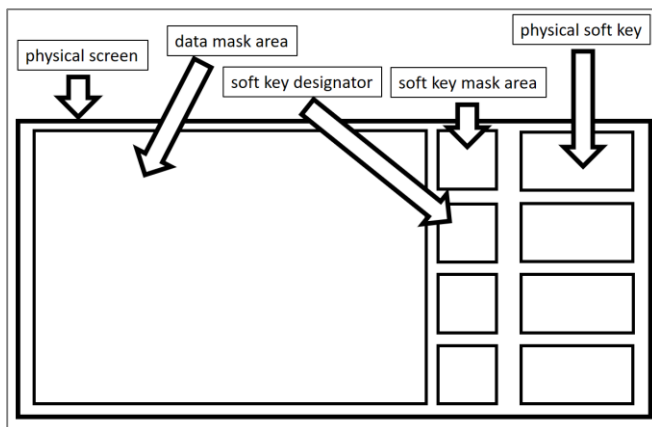 physical soft key
data mask area
physical screen
soft key designator
soft key mask area